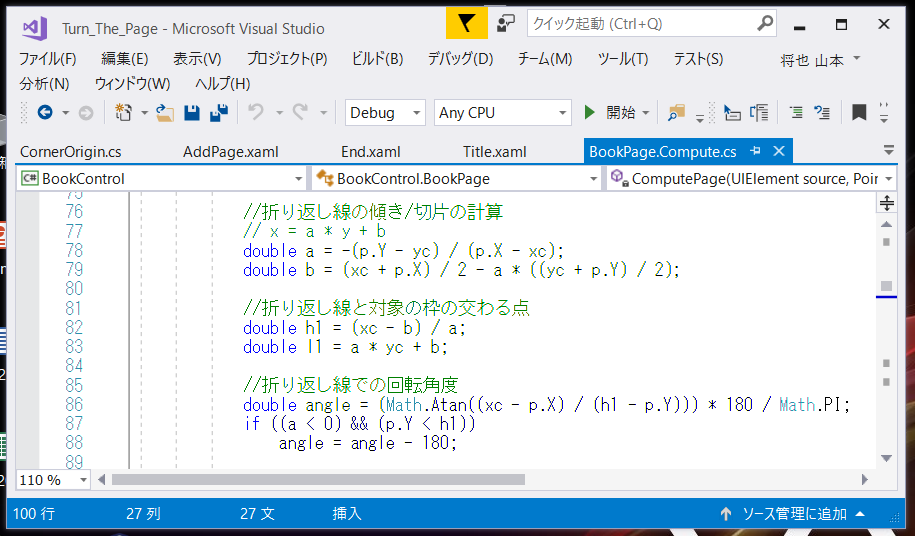 Turn_The_Page - Microsoft Visual Studio
クイック起動 (Ctrl+Q)
ファイル(F) 編集(E) 表示(V) プロジェクト(P) ビルド(B) デバッグ(D) チーム(M) ツール(T) テスト(S) 将也 山本
分析(N) ウィンドウ(W) ヘルプ(H)
Debug Any CPU 開始
CornerOrigin.cs AddPage.xaml End.xaml Title.xaml BookPage.Compute.cs
C# BookControl BookControl.BookPage ComputePage(UIElement source, Poin
75
76 //折り返し線の傾き/切片の計算
77 // x = a * y + b
78 double a = -(p.Y - yc) / (p.X - xc);
79 double b = (xc + p.X) / 2 - a * ((yc + p.Y) / 2);
80
81 //折り返し線と対象の枠の交わる点
82 double h1 = (xc - b) / a;
83 double l1 = a * yc + b;
84
85 //折り返し線での回転角度
86 double angle = (Math.Atan((xc - p.X) / (h1 - p.Y))) * 180 / Math.PI;
87 if ((a < 0) && (p.Y < h1))
88 angle = angle - 180;
89
110 %
100 行 27 列 27 文 挿入 ソース管理に追加